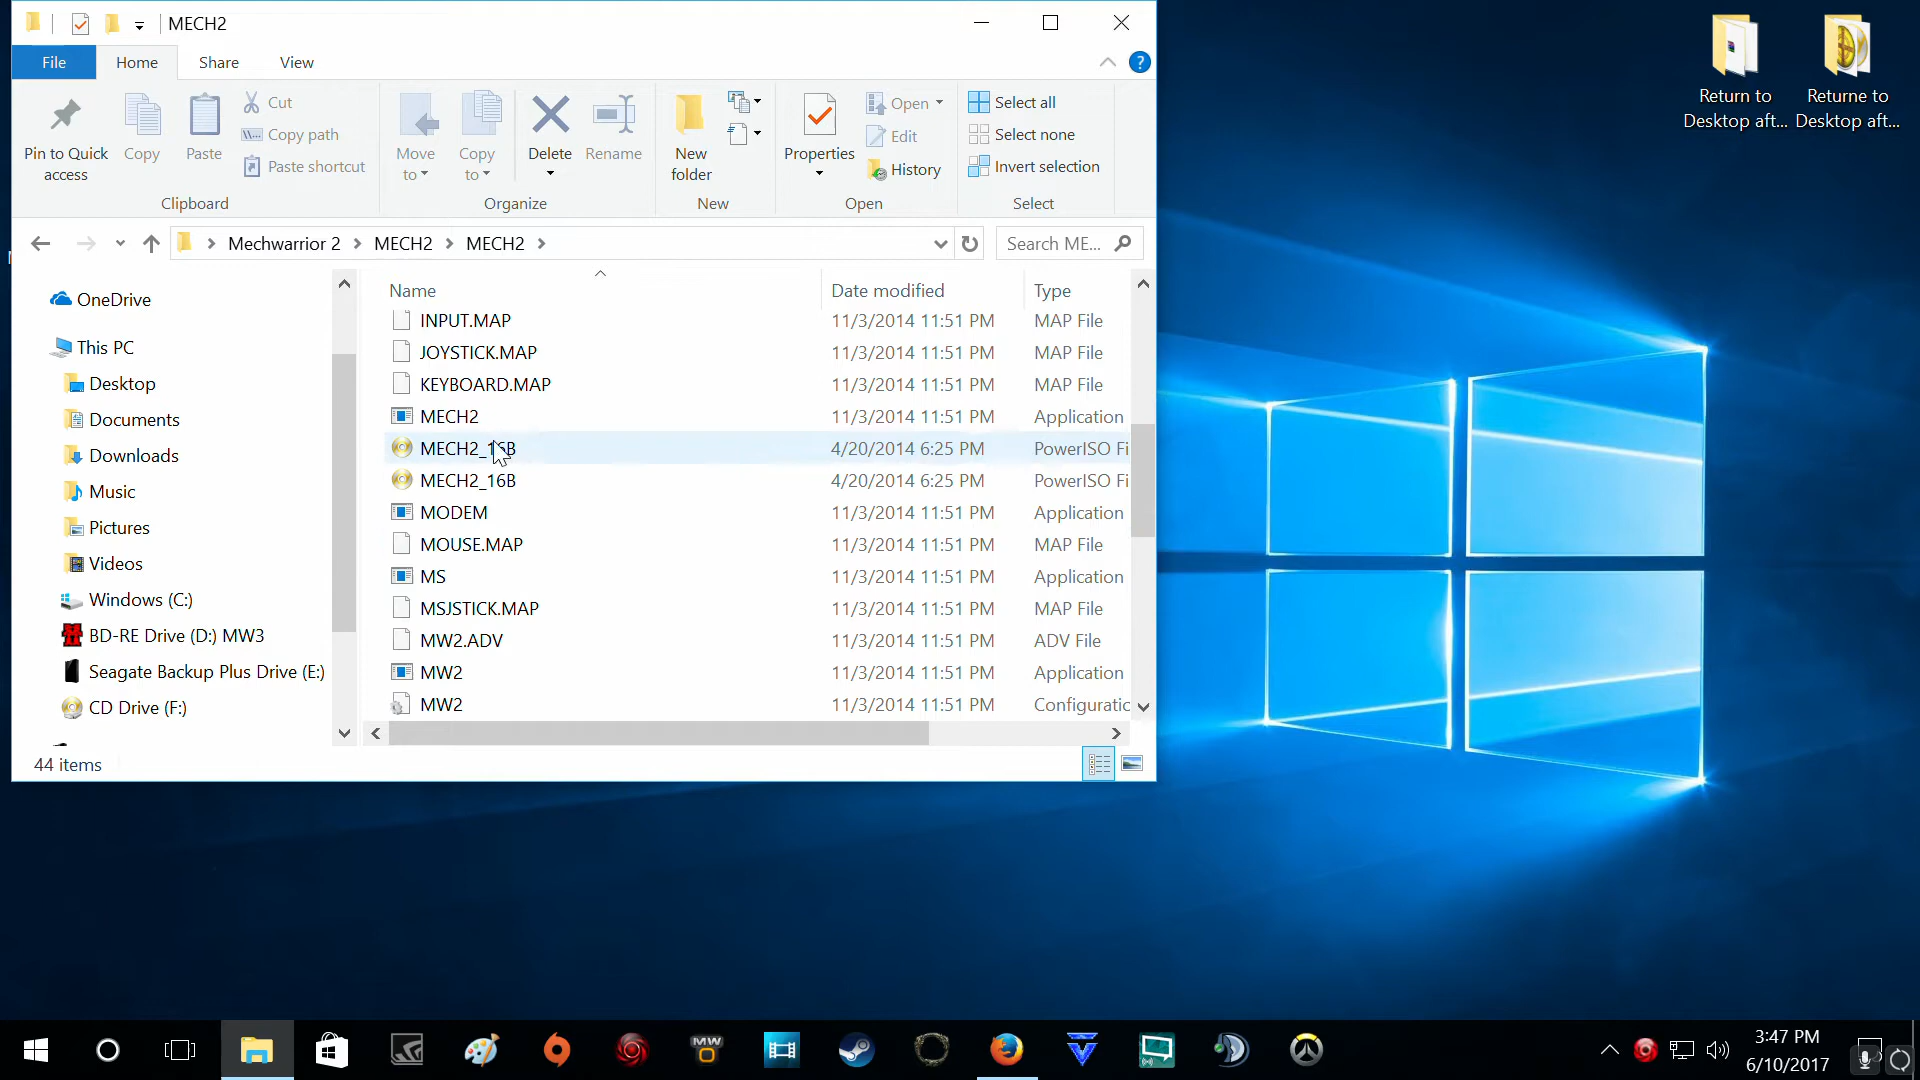 MECH2
File
Home
Share
View
Pin to Quick
access
Copy
Paste
Cut
Copy path
Paste shortcut
Clipboard
Move
to
Copy
to
Delete
Rename
Organize
New
folder
New
Properties
Open
Edit
History
Open
Select all
Select none
Invert selection
Select
Mechwarrior 2
MECH2
MECH2
Search ME...
OneDrive
This PC
Desktop
Documents
Downloads
Music
Pictures
Videos
Windows (C:)
BD-RE Drive (D:) MW3
Seagate Backup Plus Drive (E:)
CD Drive (F:)
Name Date modified Type
INPUT.MAP 11/3/2014 11:51 PM MAP File
JOYSTICK.MAP 11/3/2014 11:51 PM MAP File
KEYBOARD.MAP 11/3/2014 11:51 PM MAP File
MECH2 11/3/2014 11:51 PM Application
MECH2_16B 4/20/2014 6:25 PM PowerISO Fi
MECH2_16B 4/20/2014 6:25 PM PowerISO Fi
MODEM 11/3/2014 11:51 PM Application
MOUSE.MAP 11/3/2014 11:51 PM MAP File
MS 11/3/2014 11:51 PM Application
MSJSTICK.MAP 11/3/2014 11:51 PM MAP File
MW2.ADV 11/3/2014 11:51 PM ADV File
MW2 11/3/2014 11:51 PM Application
MW2 11/3/2014 11:51 PM Configuratic
44 items
Return to
Desktop aft...
Returne to
Desktop aft...
MW
3:47 PM
6/10/2017